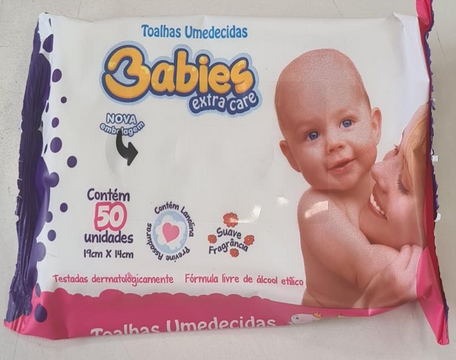 Toalhas Umedecidas
Babies
extra care
NOVA
embalagem
Contém
50
unidades
19cm X 14cm
Contém Lanolina
Previne Assaduras
Suave
Fragrância
Testadas dermatologicamente Fórmula livre de álcool etílico
Toalhas Umedecidas